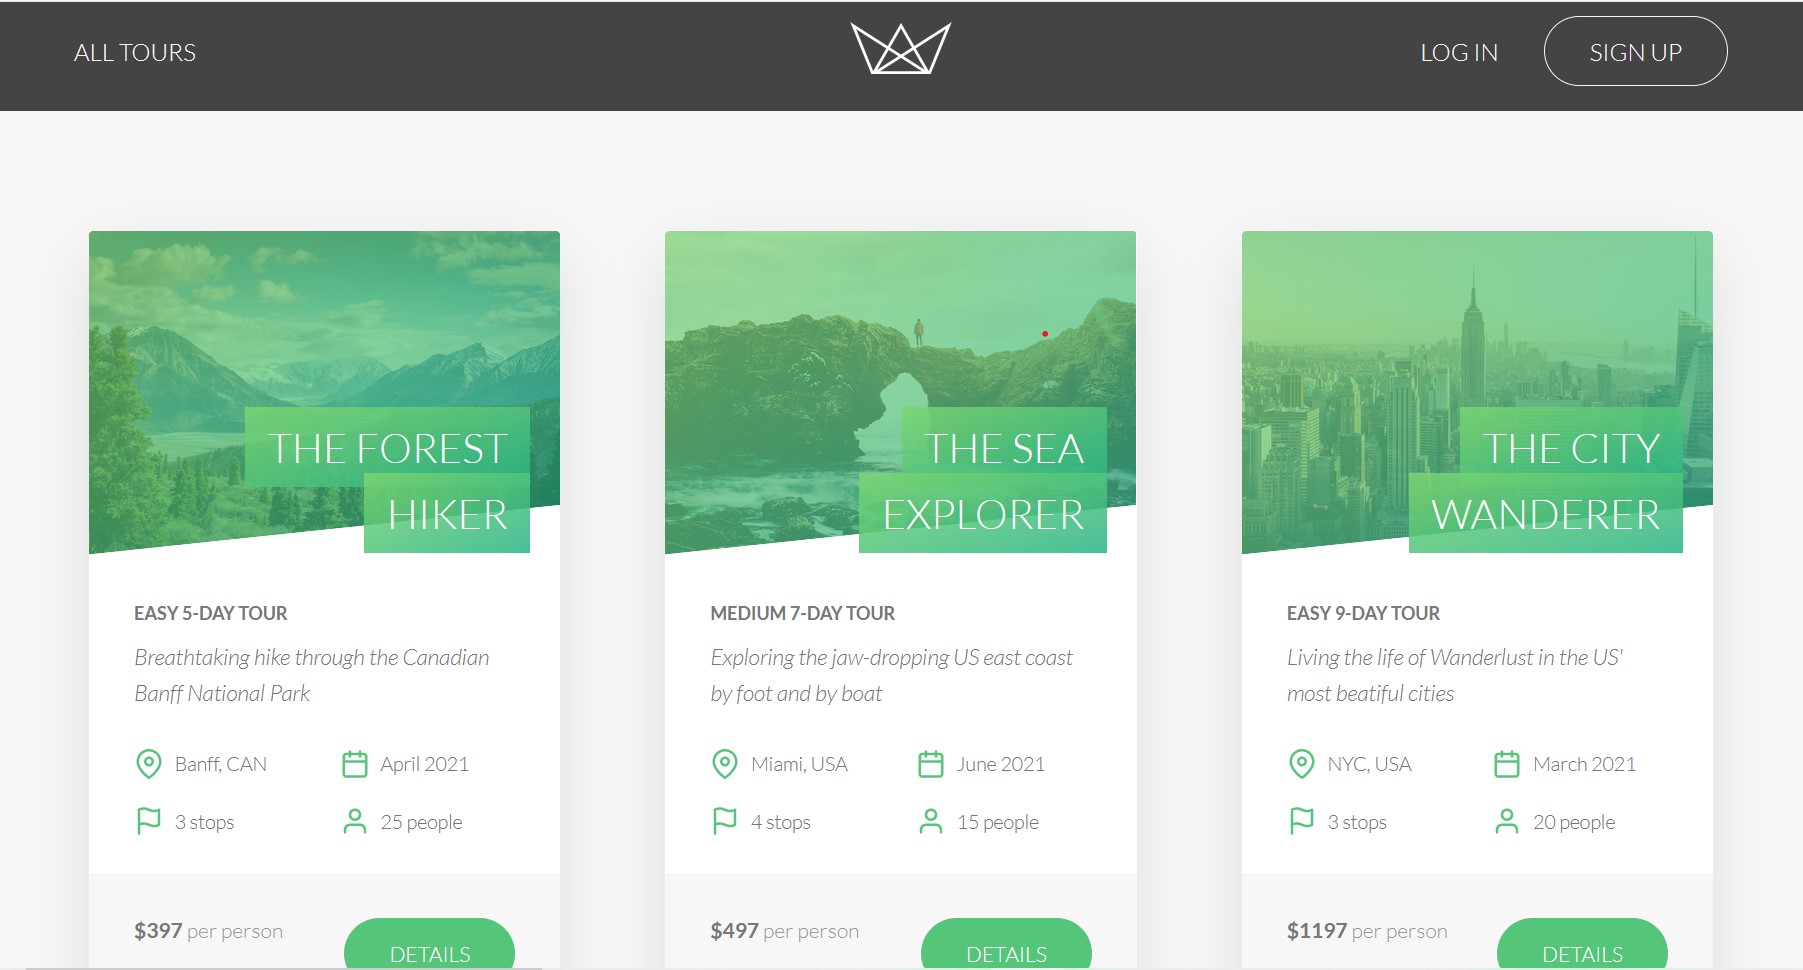 ALL TOURS
LOG IN
SIGN UP
THE FOREST
HIKER
EASY 5-DAY TOUR
Breathtaking hike through the Canadian
Banff National Park
Banff, CAN
April 2021
3 stops
25 people
$397 per person
DETAILS
THE SEA
EXPLORER
MEDIUM 7-DAY TOUR
Exploring the jaw-dropping US east coast
by foot and by boat
Miami, USA
June 2021
4 stops
15 people
$497 per person
DETAILS
THE CITY
WANDERER
EASY 9-DAY TOUR
Living the life of Wanderlust in the US'
most beatiful cities
NYC, USA
March 2021
3 stops
20 people
$1197 per person
DETAILS